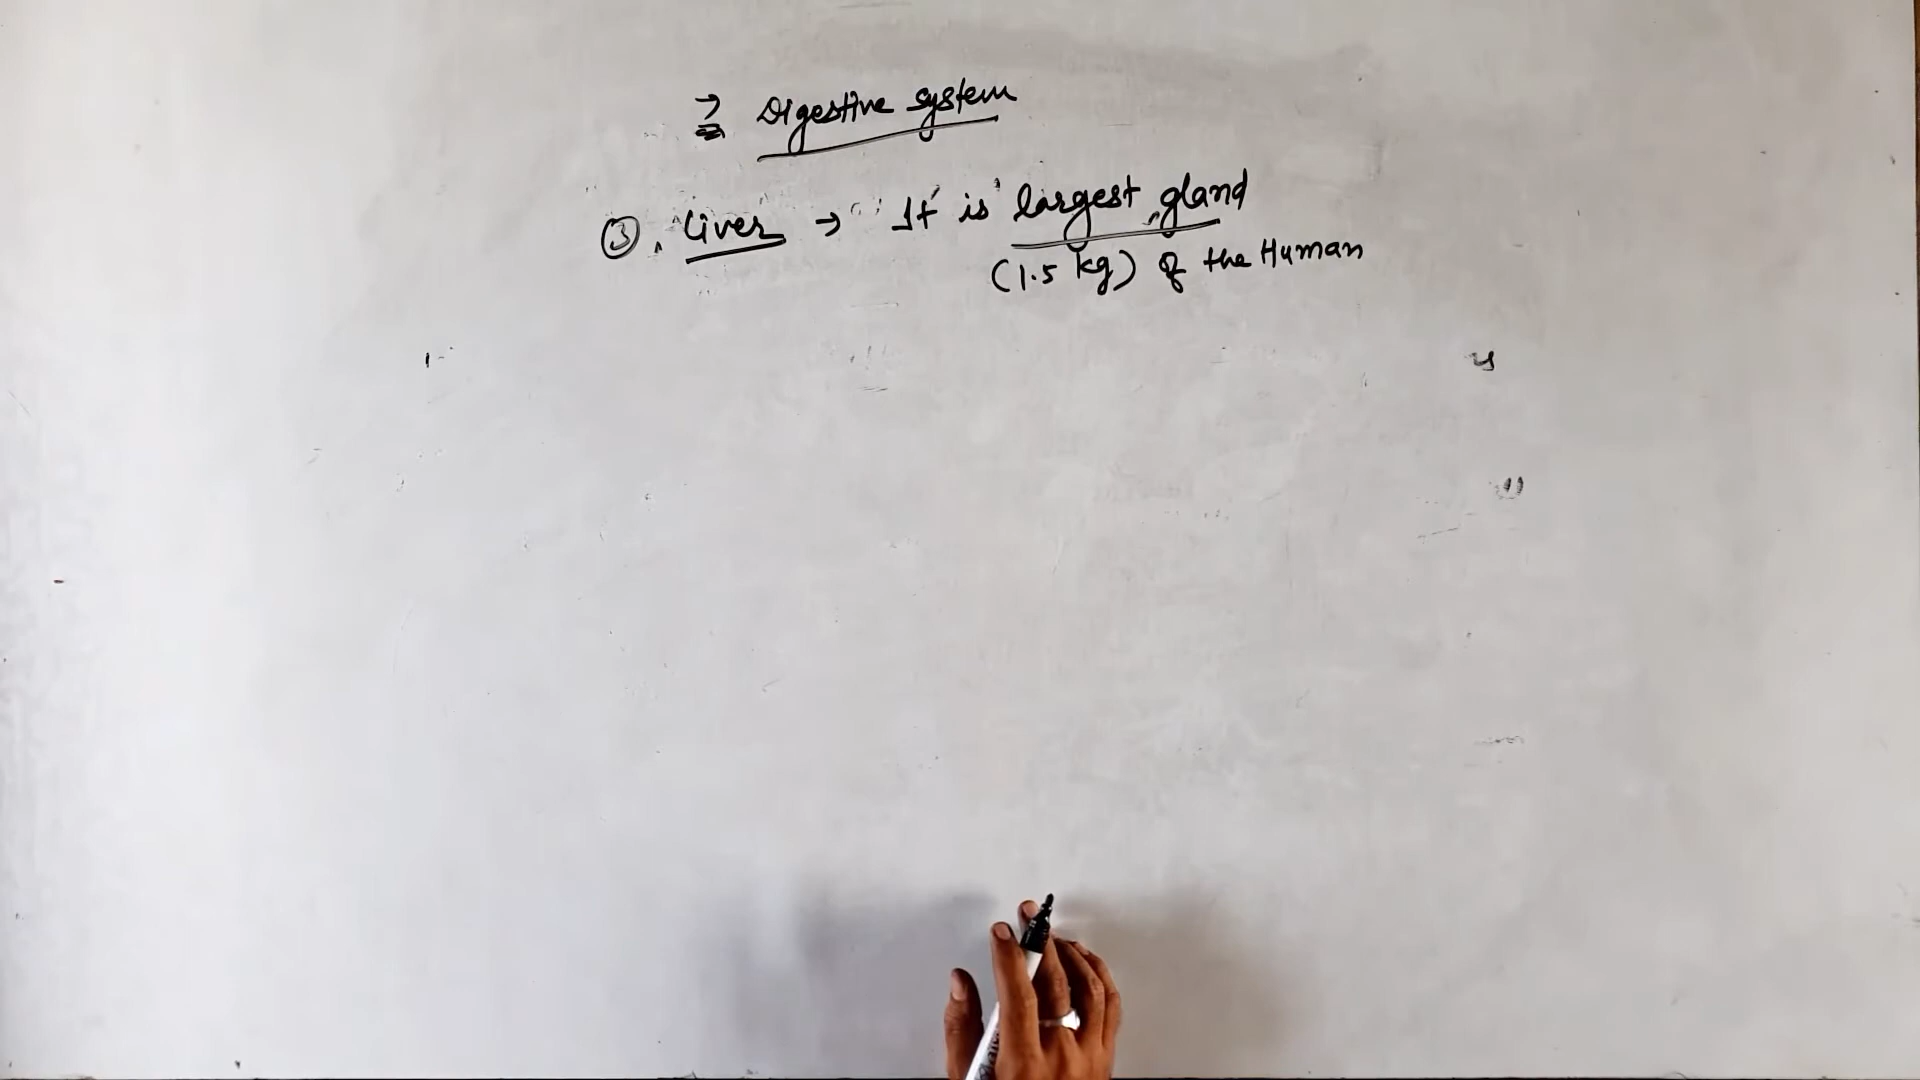 → Digestive system
③. Liver → It is largest gland
(1.5 kg) of the Human